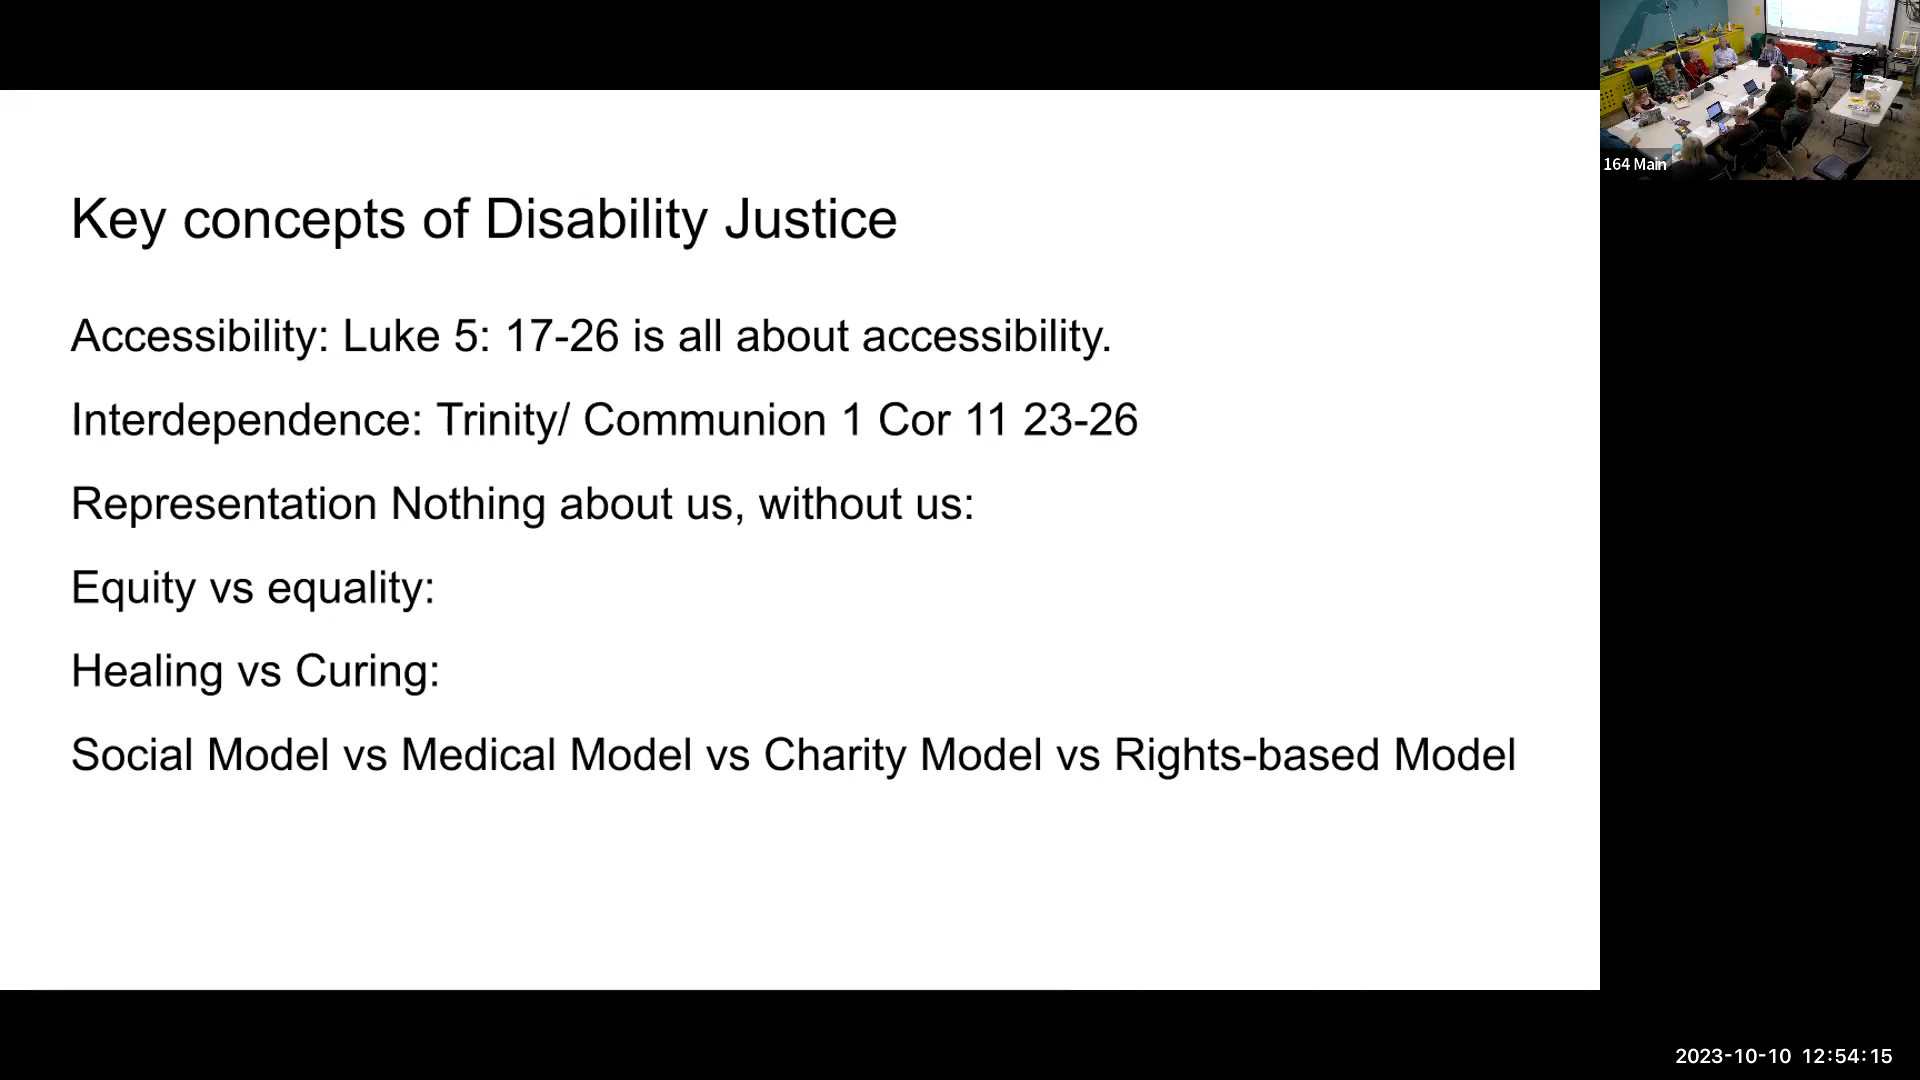 Key concepts of Disability Justice
Accessibility: Luke 5: 17-26 is all about accessibility.
Interdependence: Trinity/ Communion 1 Cor 11 23-26
Representation Nothing about us, without us:
Equity vs equality:
Healing vs Curing:
Social Model vs Medical Model vs Charity Model vs Rights-based Model
164 Main
2023-10-10 12:54:15